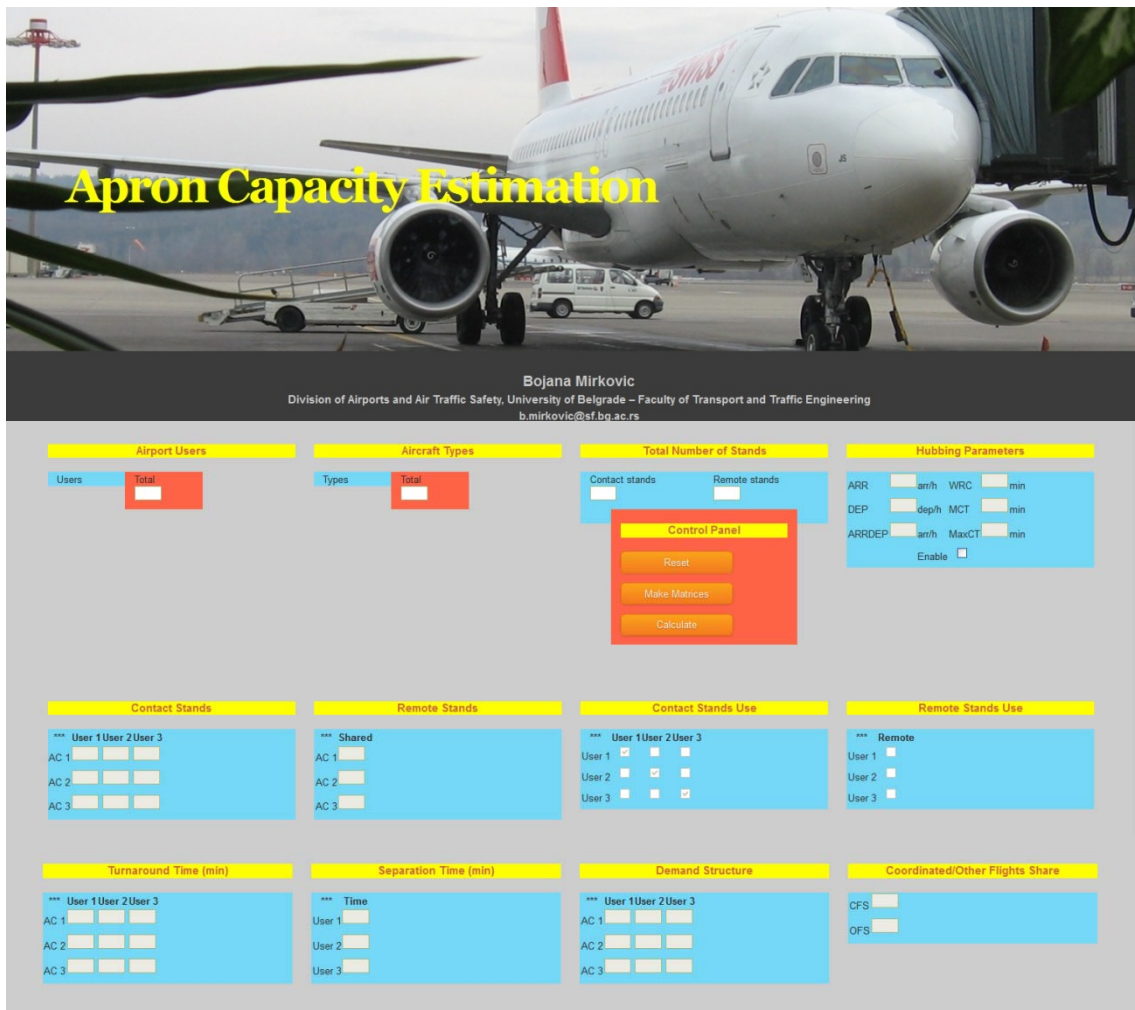 swiss
JS
Apron Capacity Estimation
Bojana Mirkovic
Division of Airports and Air Traffic Safety, University of Belgrade – Faculty of Transport and Traffic Engineering
b.mirkovic@sf.bg.ac.rs
Airport Users
Users Total
Aircraft Types
Types Total
Total Number of Stands
Contact stands Remote stands
Control Panel
Reset
Make Matrices
Calculate
Hubbing Parameters
ARR arr/h WRC min
DEP dep/h MCT min
ARRDEP arr/h MaxCT min
Enable
Contact Stands
*** User 1 User 2 User 3
AC 1
AC 2
AC 3
Remote Stands
*** Shared
AC 1
AC 2
AC 3
Contact Stands Use
*** User 1 User 2 User 3
User 1
User 2
User 3
Remote Stands Use
*** Remote
User 1
User 2
User 3
Turnaround Time (min)
*** User 1 User 2 User 3
AC 1
AC 2
AC 3
Separation Time (min)
*** Time
User 1
User 2
User 3
Demand Structure
*** User 1 User 2 User 3
AC 1
AC 2
AC 3
Coordinated/Other Flights Share
CFS
OFS